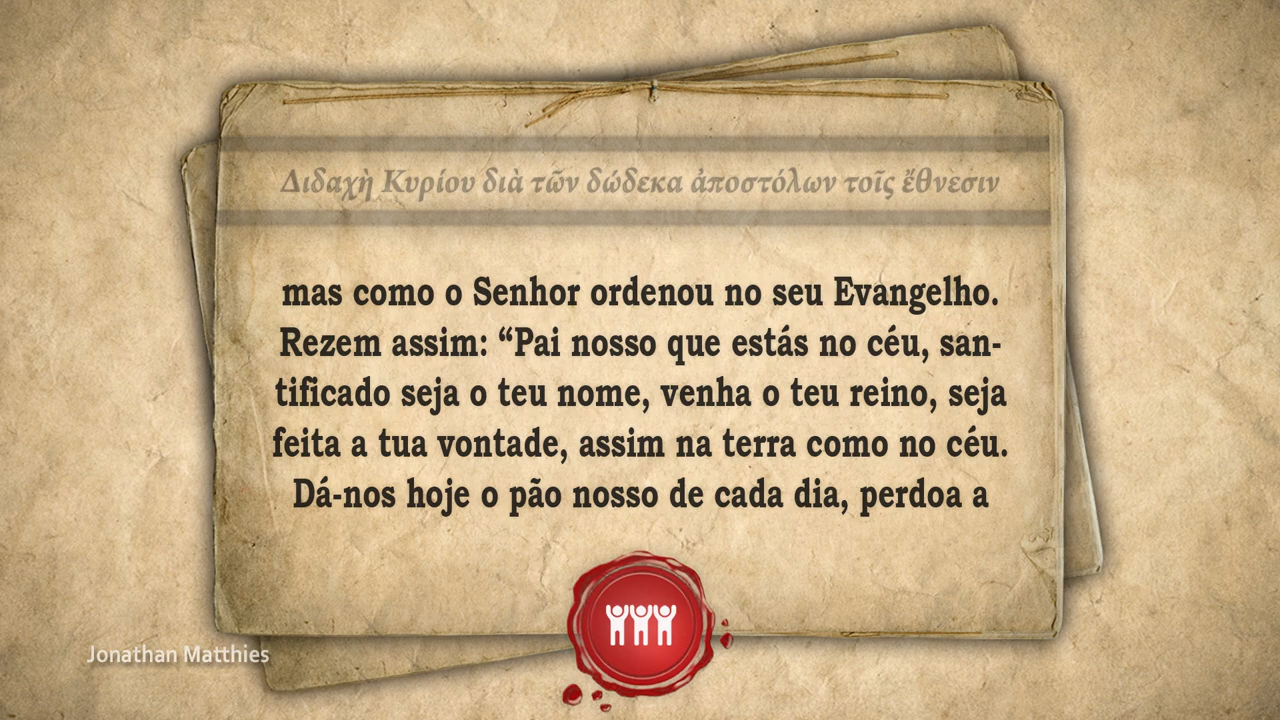 Διδαχὴ Κυρίου διὰ τῶν δώδεκα ἀποστόλων τοῖς ἔθνεσιν
mas como o Senhor ordenou no seu Evangelho.
Rezem assim: “Pai nosso que estás no céu, san-
tificado seja o teu nome, venha o teu reino, seja
feita a tua vontade, assim na terra como no céu.
Dá-nos hoje o pão nosso de cada dia, perdoa a
Jonathan Matthies